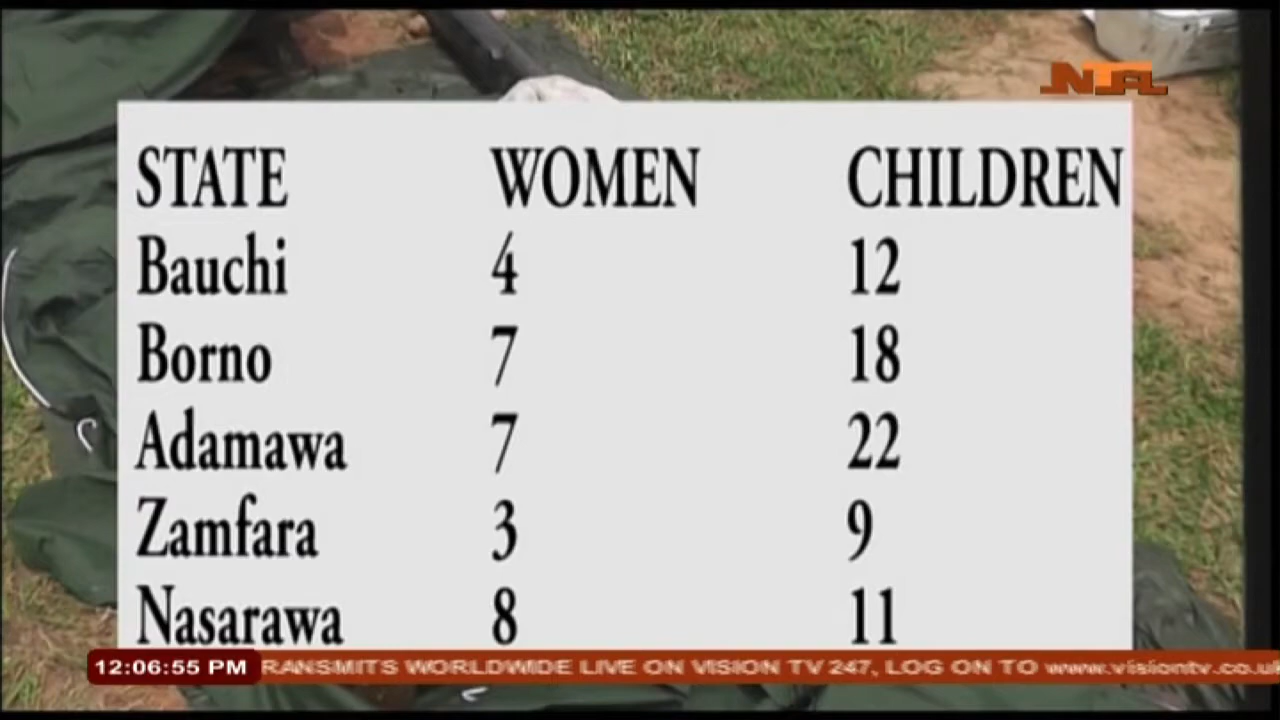 NTA
STATE WOMEN CHILDREN
Bauchi 4 12
Borno 7 18
Adamawa 7 22
Zamfara 3 9
Nasarawa 8 11
12:06:55 PM RANSMITS WORLDWIDE LIVE ON VISION TV 247, LOG ON TO www.visiontv.co.uk